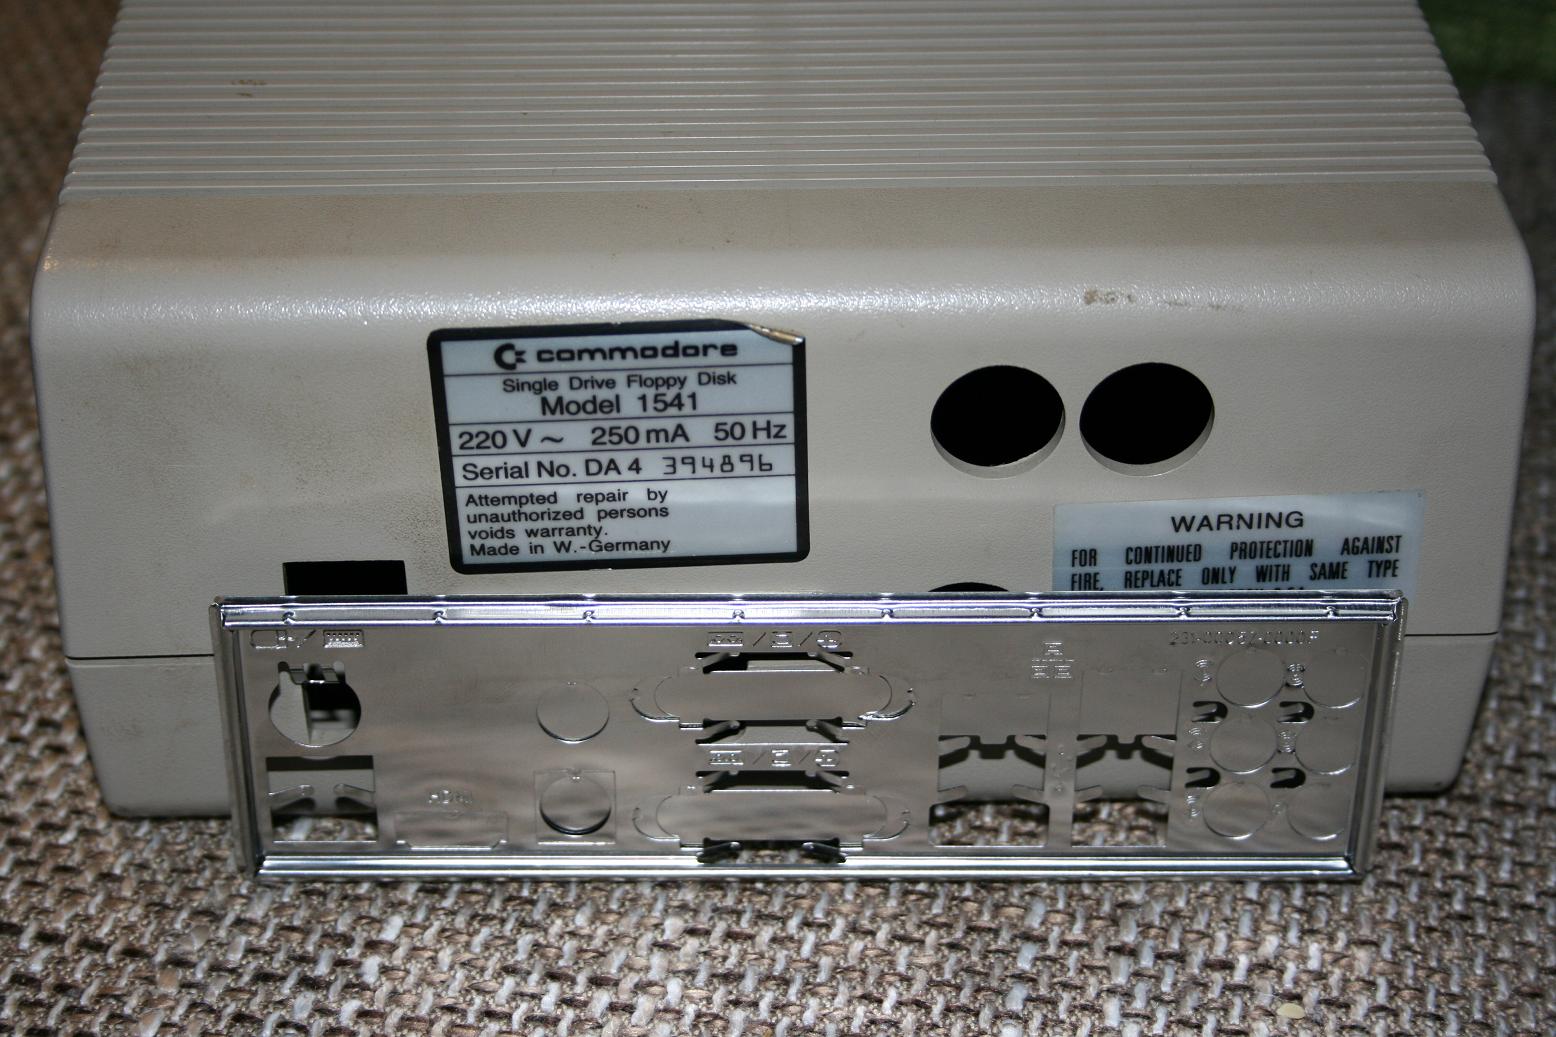 commodore
Single Drive Floppy Disk
Model 1541
220 V ~ 250 mA 50 Hz
Serial No. DA 4 394896
Attempted repair by
unauthorized persons
voids warranty.
Made in W.-Germany
WARNING
FOR CONTINUED PROTECTION AGAINST
FIRE, REPLACE ONLY WITH SAME TYPE